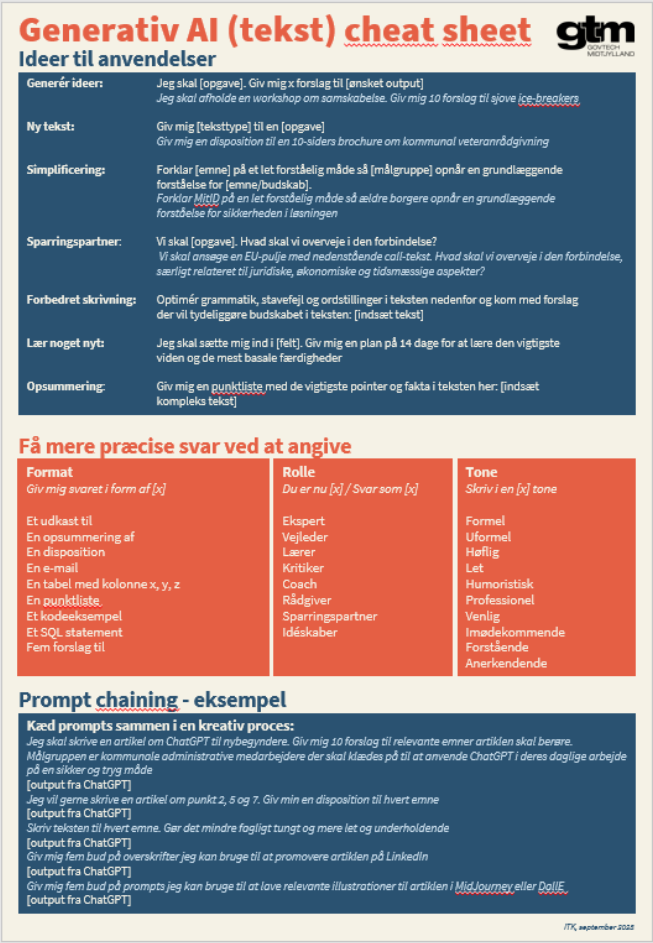 Generativ AI (tekst) cheat sheet
gtm
GOVTECH
MIDTJYLLAND
Ideer til anvendelser
Generér ideer: Jeg skal [opgave]. Giv mig x forslag til [ønsket output]
Jeg skal afholde en workshop om samskabelse. Giv mig 10 forslag til sjove ice-breakers
Ny tekst: Giv mig [teksttype] til en [opgave]
Giv mig en disposition til en 10-siders brochure om kommunal veteranrådgivning
Simplificering: Forklar [emne] på et let forståelig måde så [målgruppe] opnår en grundlæggende
forståelse for [emne/budskab].
Forklar MitID på en let forståelig måde så ældre borgere opnår en grundlæggende
forståelse for sikkerheden i løsningen
Sparringspartner: Vi skal [opgave]. Hvad skal vi overveje i den forbindelse?
Vi skal ansøge en EU-pulje med nedenstående call-tekst. Hvad skal vi overveje i den forbindelse,
særligt relateret til juridiske, økonomiske og tidsmæssige aspekter?
Forbedret skrivning: Optimér grammatik, stavefejl og ordstillinger i teksten nedenfor og kom med forslag
der vil tydeliggøre budskabet i teksten: [indsæt tekst]
Lær noget nyt: Jeg skal sætte mig ind i [felt]. Giv mig en plan på 14 dage for at lære den vigtigste
viden og de mest basale færdigheder
Opsummering: Giv mig en punktliste med de vigtigste pointer og fakta i teksten her: [indsæt
kompleks tekst]
Få mere præcise svar ved at angive
Format
Giv mig svaret i form af [x]
Et udkast til
En opsummering af
En disposition
En e-mail
En tabel med kolonne x, y, z
En punktliste
Et kodeeksempel
Et SQL statement
Fem forslag til
Rolle
Du er nu [x] / Svar som [x]
Ekspert
Vejleder
Lærer
Kritiker
Coach
Rådgiver
Sparringspartner
Idéskaber
Tone
Skriv i en [x] tone
Formel
Uformel
Høflig
Let
Humoristisk
Professionel
Venlig
Imødekommende
Forstående
Anerkendende
Prompt chaining - eksempel
Kæd prompts sammen i en kreativ proces:
Jeg skal skrive en artikel om ChatGPT til nybegyndere. Giv mig 10 forslag til relevante emner artiklen skal berøre.
Målgruppen er kommunale administrative medarbejdere der skal klædes på til at anvende ChatGPT i deres daglige arbejde
på en sikker og tryg måde
[output fra ChatGPT]
Jeg vil gerne skrive en artikel om punkt 2, 5 og 7. Giv min en disposition til hvert emne
[output fra ChatGPT]
Skriv teksten til hvert emne. Gør det mindre fagligt tungt og mere let og underholdende
[output fra ChatGPT]
Giv mig fem bud på overskrifter jeg kan bruge til at promovere artiklen på LinkedIn
[output fra ChatGPT]
Giv mig fem bud på prompts jeg kan bruge til at lave relevante illustrationer til artiklen i MidJourney eller DallE
[output fra ChatGPT]
ITK, september 2023